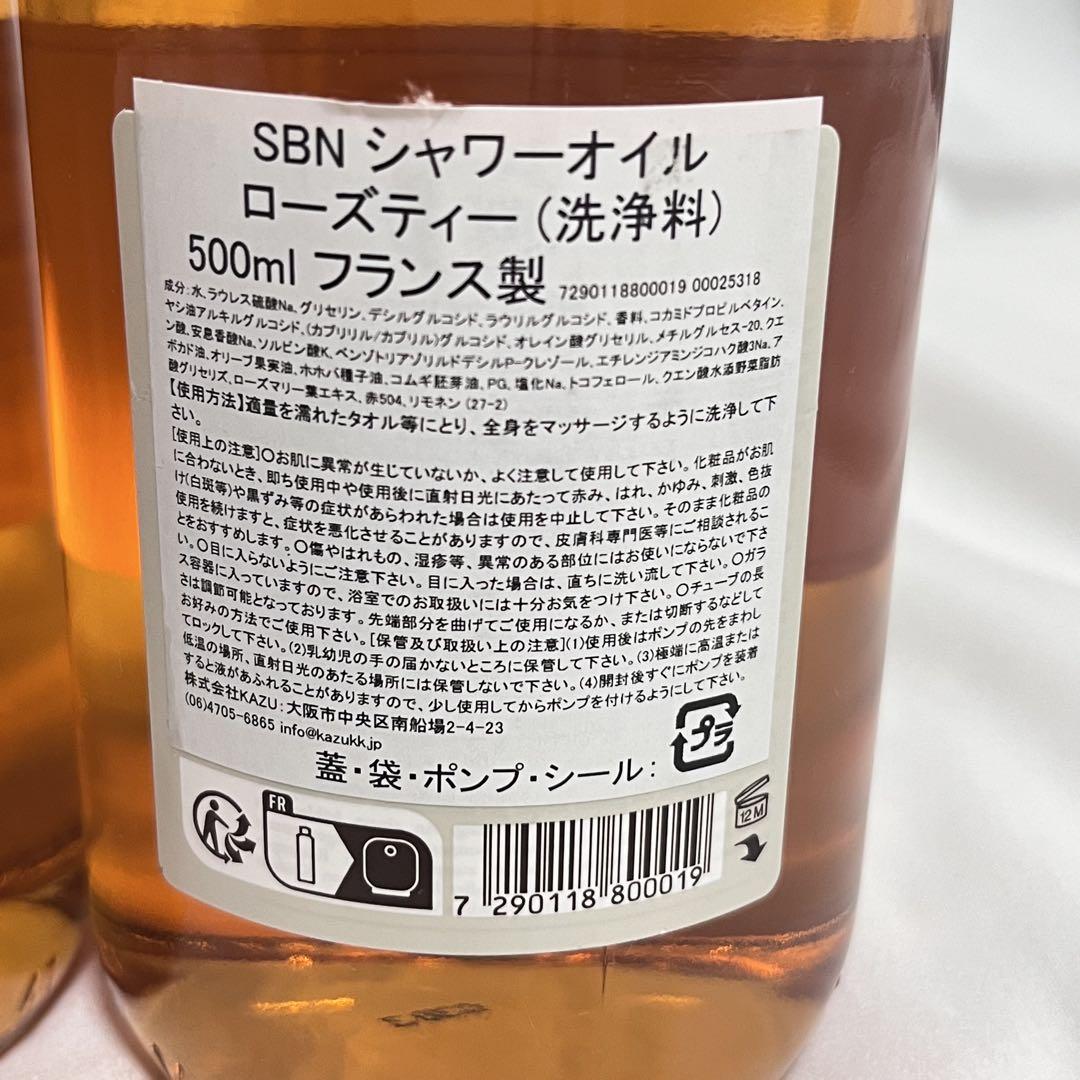 SBN シャワーオイル
ローズティー（洗浄料）
500ml フランス製 7290118800019 00025318
成分:水、ラウレス硫酸Na、グリセリン、デシルグルコシド、ラウリルグルコシド、香料、コカミドプロピルベタイン、
ヤシ油アルキルグルコシド、(カプリリル/カプリル)グルコシド、オレイン酸グリセリル、メチルグルセス-20、クエ
ン酸、安息香酸Na、ソルビン酸K、ベンゾトリアゾリルドデシルP=クレゾール、エチレンジアミンジコハク酸3Na、ア
ボカド油、オリーブ果実油、ホホバ種子油、コムギ胚芽油、PG、塩化Na、トコフェロール、クエン酸水添野菜脂肪
酸グリセリズ、ローズマリー葉エキス、赤504、リモネン (27-2)
【使用方法】適量を濡れたタオル等にとり、全身をマッサージするように洗浄して下
さい。
[使用上の注意]〇お肌に異常が生じていないか、よく注意して使用して下さい。化粧品がお肌
に合わないとき、即ち使用中や使用後に直射日光にあたって赤み、はれ、かゆみ、刺激、色抜
け(白斑等)や黒ずみ等の症状があらわれた場合は使用を中止して下さい。そのまま化粧品の
使用を続けますと、症状を悪化させることがありますので、皮膚科専門医等にご相談されるこ
とをおすすめします。〇傷やはれもの、湿疹等、異常のある部位にはお使いにならないで下さ
い。〇目に入らないようにご注意下さい。目に入った場合は、直ちに洗い流して下さい。〇ガラ
ス容器に入っていますので、浴室でのお取扱いには十分お気をつけ下さい。〇チューブの長
さは調節可能となっております。先端部分を曲げてご使用になるか、または切断するなどして
お好みの方法でご使用下さい。[保管及び取扱い上の注意](1)使用後はポンプの先をまわし
てロックして下さい。(2)乳幼児の手の届かないところに保管して下さい。(3)極端に高温または
低温の場所、直射日光のあたる場所には保管しないで下さい。(4)開封後すぐにポンプを装着
すると液があふれることがありますので、少し使用してからポンプを付けるようにして下さい。
株式会社KAZU:大阪市中央区南船場2-4-23
(06)4705-6865 info@kazukk.jp
プラ
蓋・袋・ポンプ・シール:
FR
12M
7 290118 800019